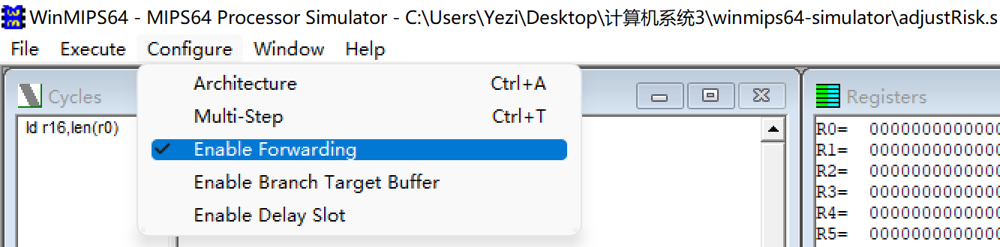 WinMIPS64 - MIPS64 Processor Simulator - C:\Users\Yezi\Desktop\计算机系统3\winmips64-simulator\adjustRisk.s
File Execute Configure Window Help
Architecture Ctrl+A
Multi-Step Ctrl+T
Enable Forwarding
Enable Branch Target Buffer
Enable Delay Slot
Cycles
ld r16,len(r0)
Registers
R0= 0000000000000
R1= 0000000000000
R2= 0000000000000
R3= 0000000000000
R4= 0000000000000
R5= 0000000000000